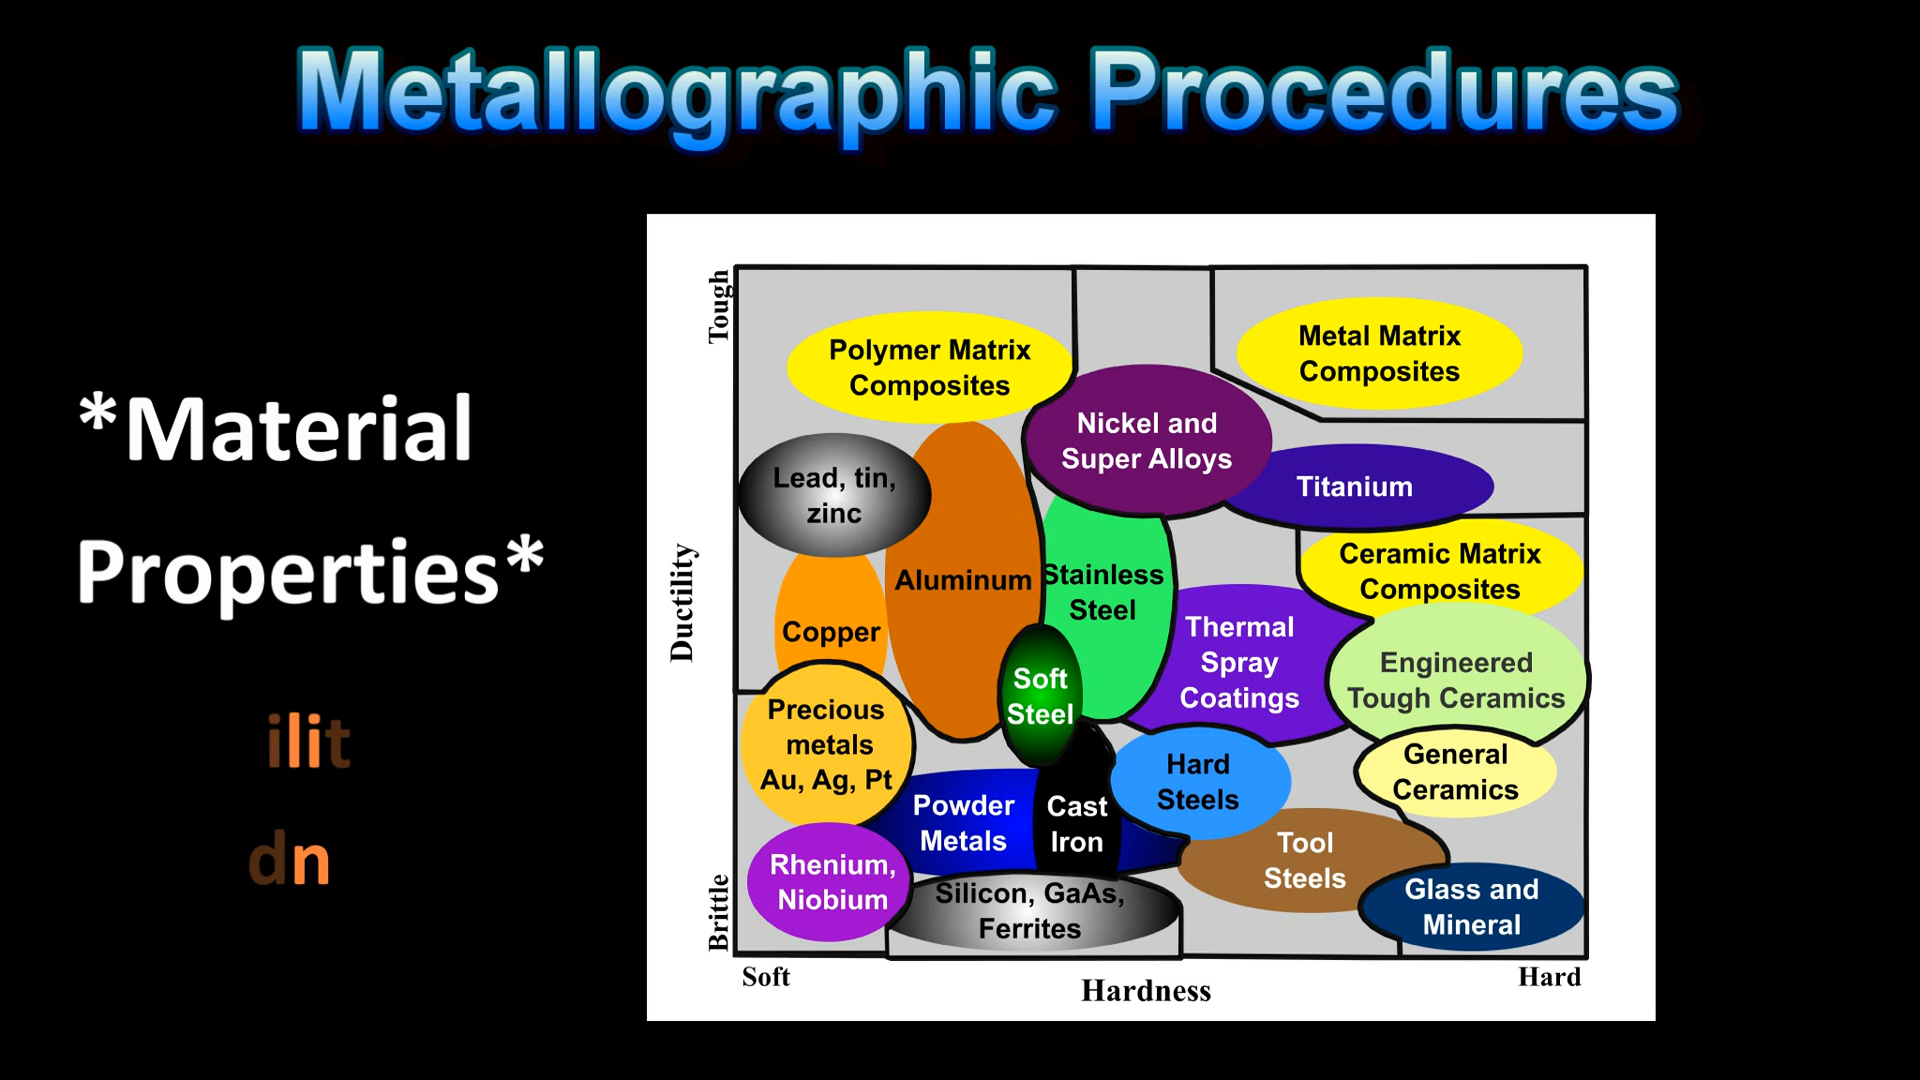 Metallographic Procedures
*Material
Properties*
ilit
dn
Tough
Ductility
Brittle
Polymer Matrix
Composites
Metal Matrix
Composites
Nickel and
Super Alloys
Lead, tin,
zinc
Titanium
Aluminum
Stainless
Steel
Ceramic Matrix
Composites
Copper
Thermal
Spray
Coatings
Engineered
Tough Ceramics
Soft
Steel
Precious
metals
Au, Ag, Pt
Hard
Steels
General
Ceramics
Powder
Metals
Cast
Iron
Tool
Steels
Rhenium,
Niobium
Silicon, GaAs,
Ferrites
Glass and
Mineral
Soft
Hardness
Hard